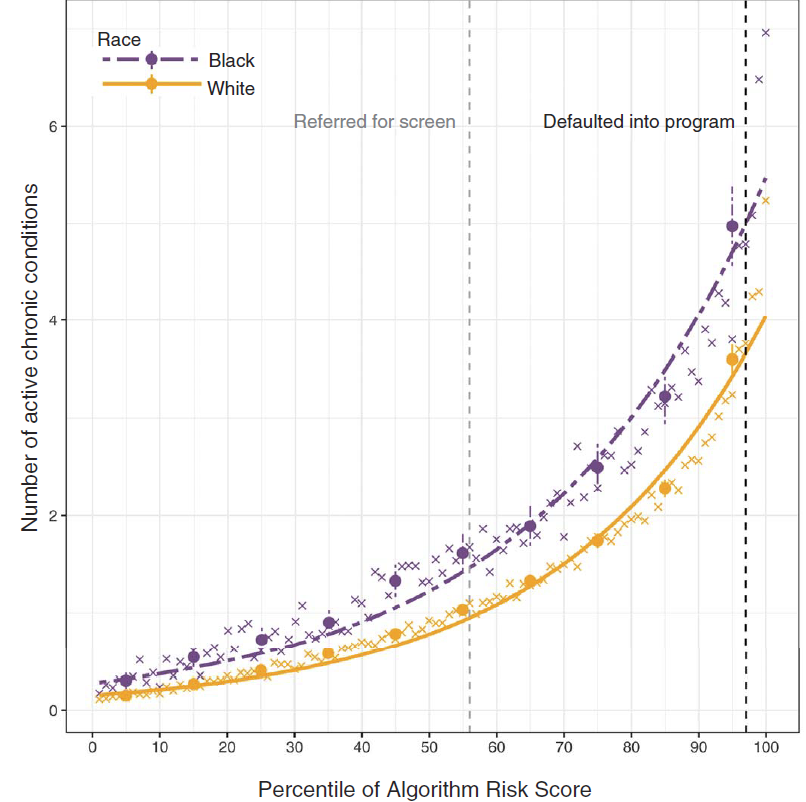 Race
Black
White
Referred for screen
Defaulted into program
Number of active chronic conditions
6
4
2
0
0 10 20 30 40 50 60 70 80 90 100
Percentile of Algorithm Risk Score